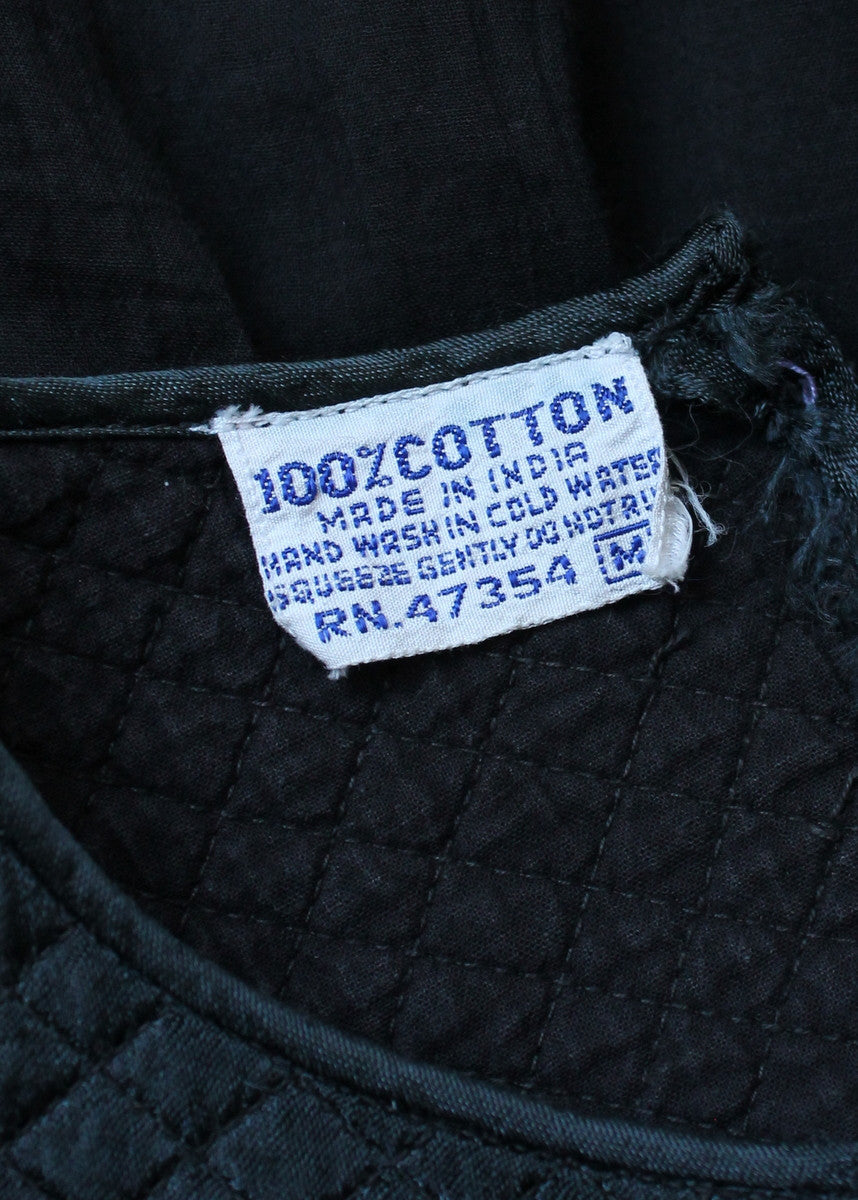 100% COTTON
MADE IN INDIA
HAND WASH IN COLD WATER
SQUEEZE GENTLY DO NOT
RN. 47354 M